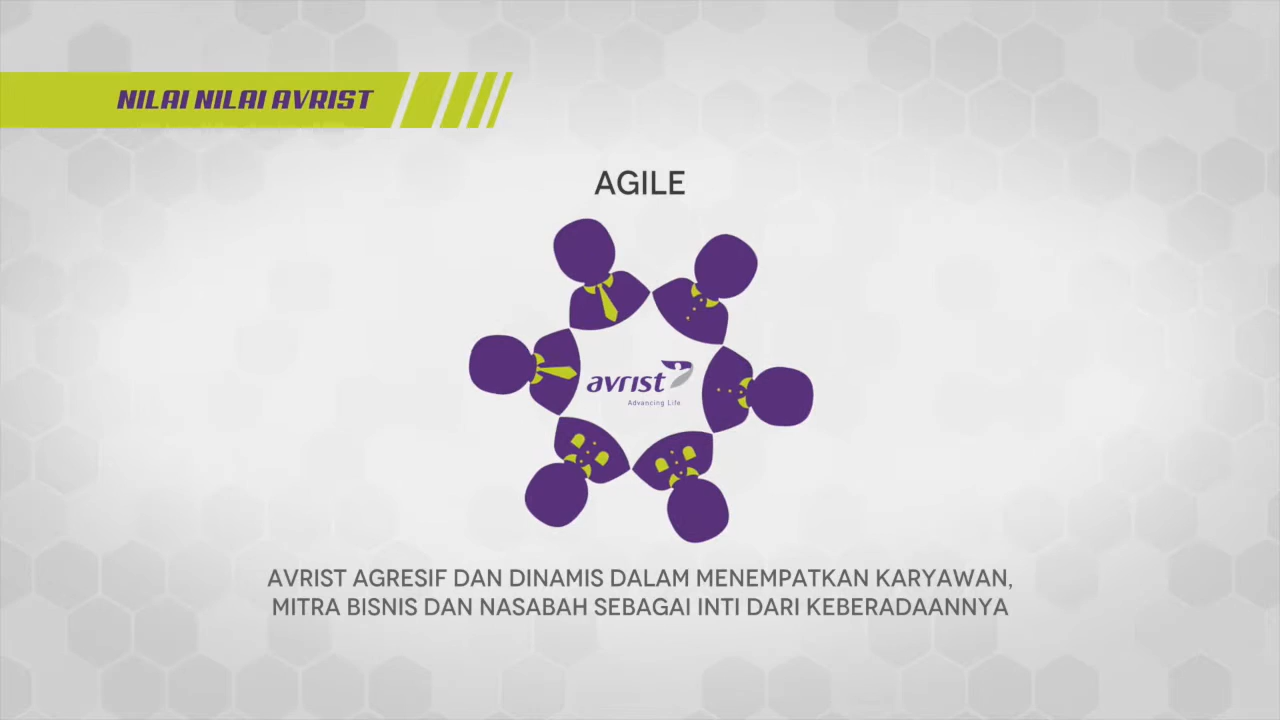 NILAI NILAI AVRIST
AGILE
avrist
Advancing Life
AVRIST AGRESIF DAN DINAMIS DALAM MENEMPATKAN KARYAWAN,
MITRA BISNIS DAN NASABAH SEBAGAI INTI DARI KEBERADAANNYA